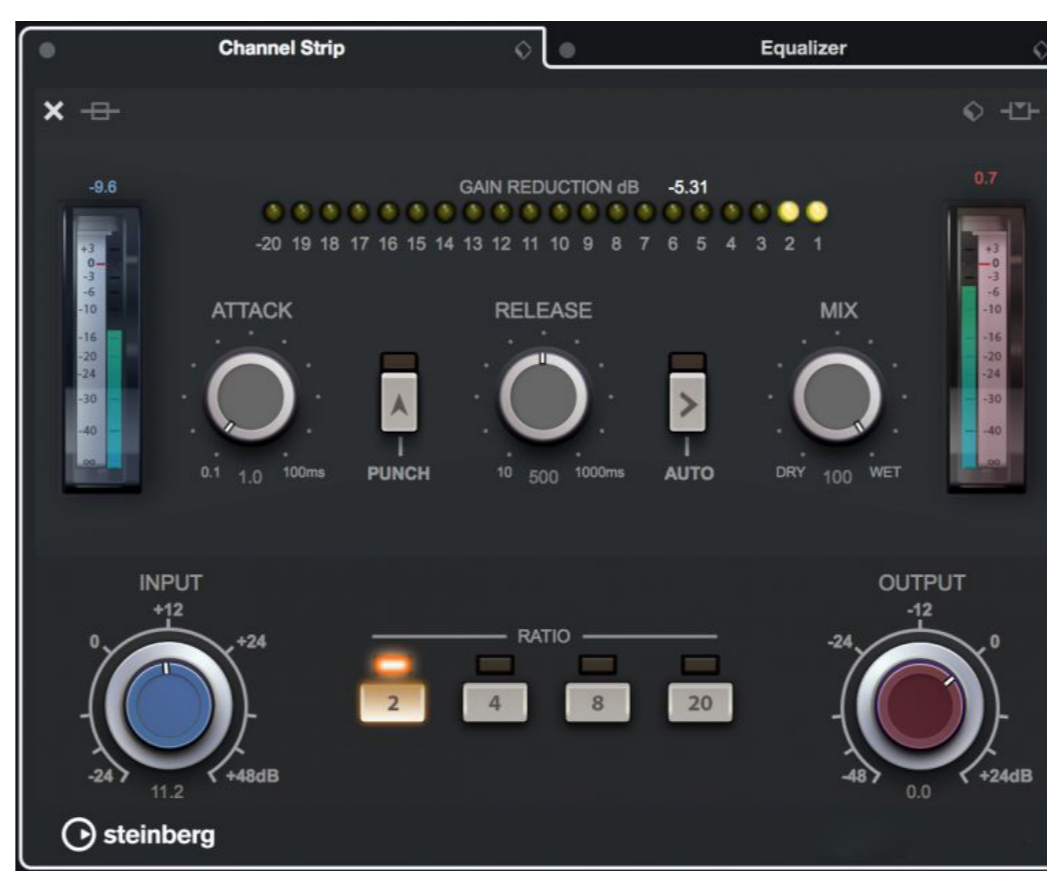 Channel Strip
Equalizer
-9.6
GAIN REDUCTION dB -5.31
0.7
-20 19 18 17 16 15 14 13 12 11 10 9 8 7 6 5 4 3 2 1
+3
0
-3
-6
-10
-16
-20
-24
-30
-40
∞
+3
0
-3
-6
-10
-16
-20
-24
-30
-40
∞
ATTACK
RELEASE
MIX
0.1 1.0 100ms
PUNCH
10 500 1000ms
AUTO
DRY 100 WET
INPUT
+12
0
+24
-24
+48dB
11.2
RATIO
2 4 8 20
OUTPUT
-12
-24
0
-48
+24dB
0.0
steinberg